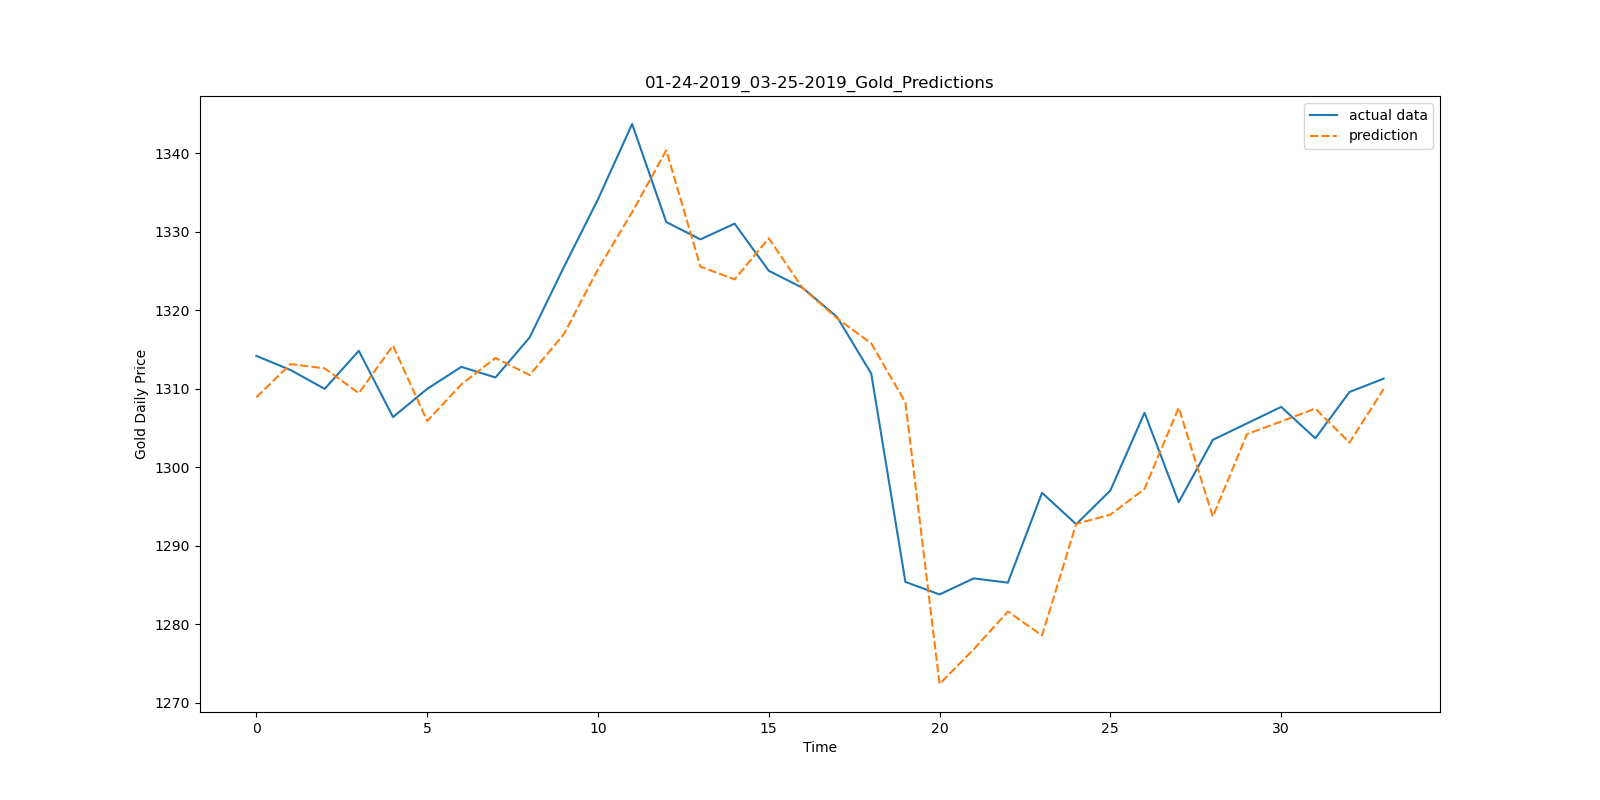 01-24-2019_03-25-2019_Gold_Predictions
actual data
prediction
1340
1330
1320
1310
1300
1290
1280
1270
Gold Daily Price
0 5 10 15 20 25 30
Time